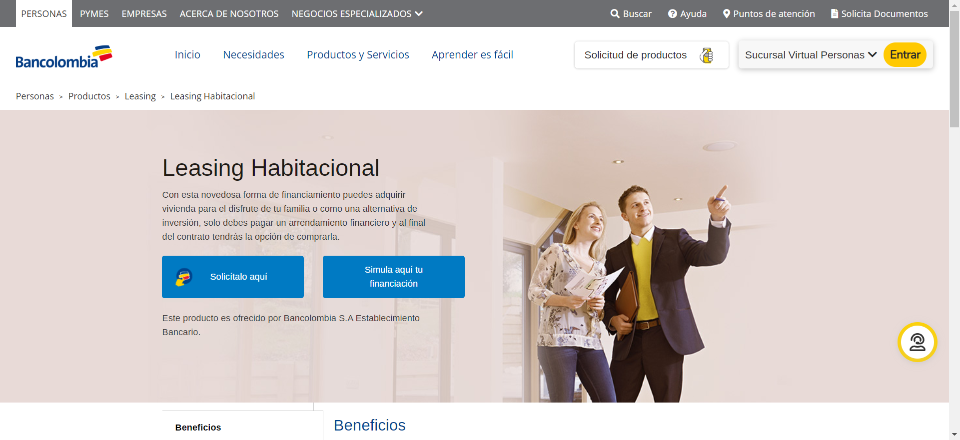 PERSONAS PYMES EMPRESAS ACERCA DE NOSOTROS NEGOCIOS ESPECIALIZADOS Buscar Ayuda Puntos de atención Solicita Documentos
Bancolombia Inicio Necesidades Productos y Servicios Aprender es fácil Solicitud de productos Sucursal Virtual Personas Entrar
Personas > Productos > Leasing > Leasing Habitacional
Leasing Habitacional
Con esta novedosa forma de financiamiento puedes adquirir
vivienda para el disfrute de tu familia o como una alternativa de
inversión, solo debes pagar un arrendamiento financiero y al final
del contrato tendrás la opción de comprarla.
Solicítalo aquí
Simula aquí tu
financiación
Este producto es ofrecido por Bancolombia S.A Establecimiento
Bancario.
Beneficios
Beneficios